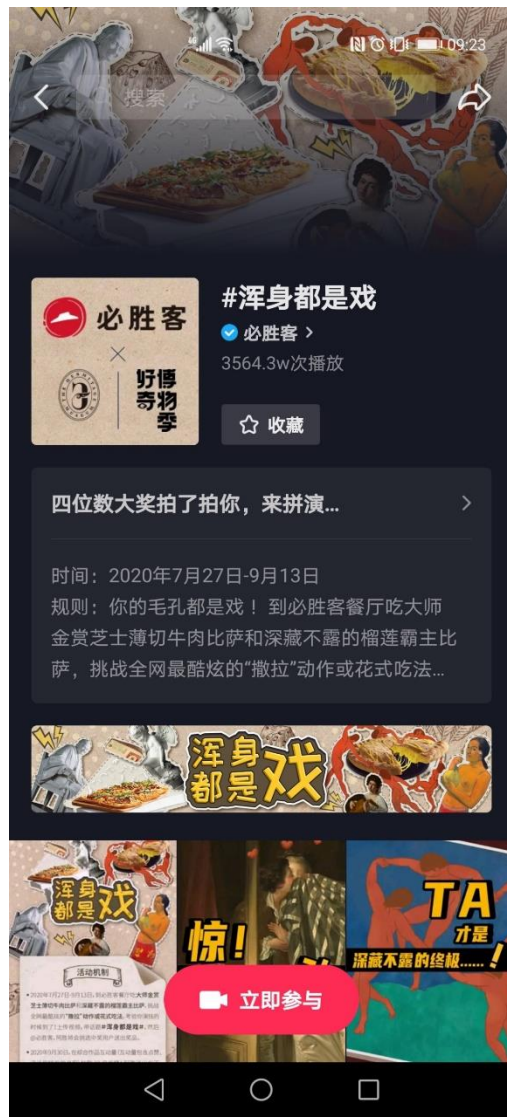 4G
09:23
搜索
必胜客
×
好奇
博物季
#浑身都是戏
必胜客 >
3564.3w次播放
收藏
四位数大奖拍了拍你，来拼演...
时间：2020年7月27日-9月13日
规则：你的毛孔都是戏！到必胜客餐厅吃大师
金赏芝士薄切牛肉比萨和深藏不露的榴莲霸主比
萨，挑战全网最酷炫的“撒拉”动作或花式吃法...
浑身
都是戏
浑身
都是戏
活动机制
惊!
TA
才是
深藏不露的终极......!
立即参与